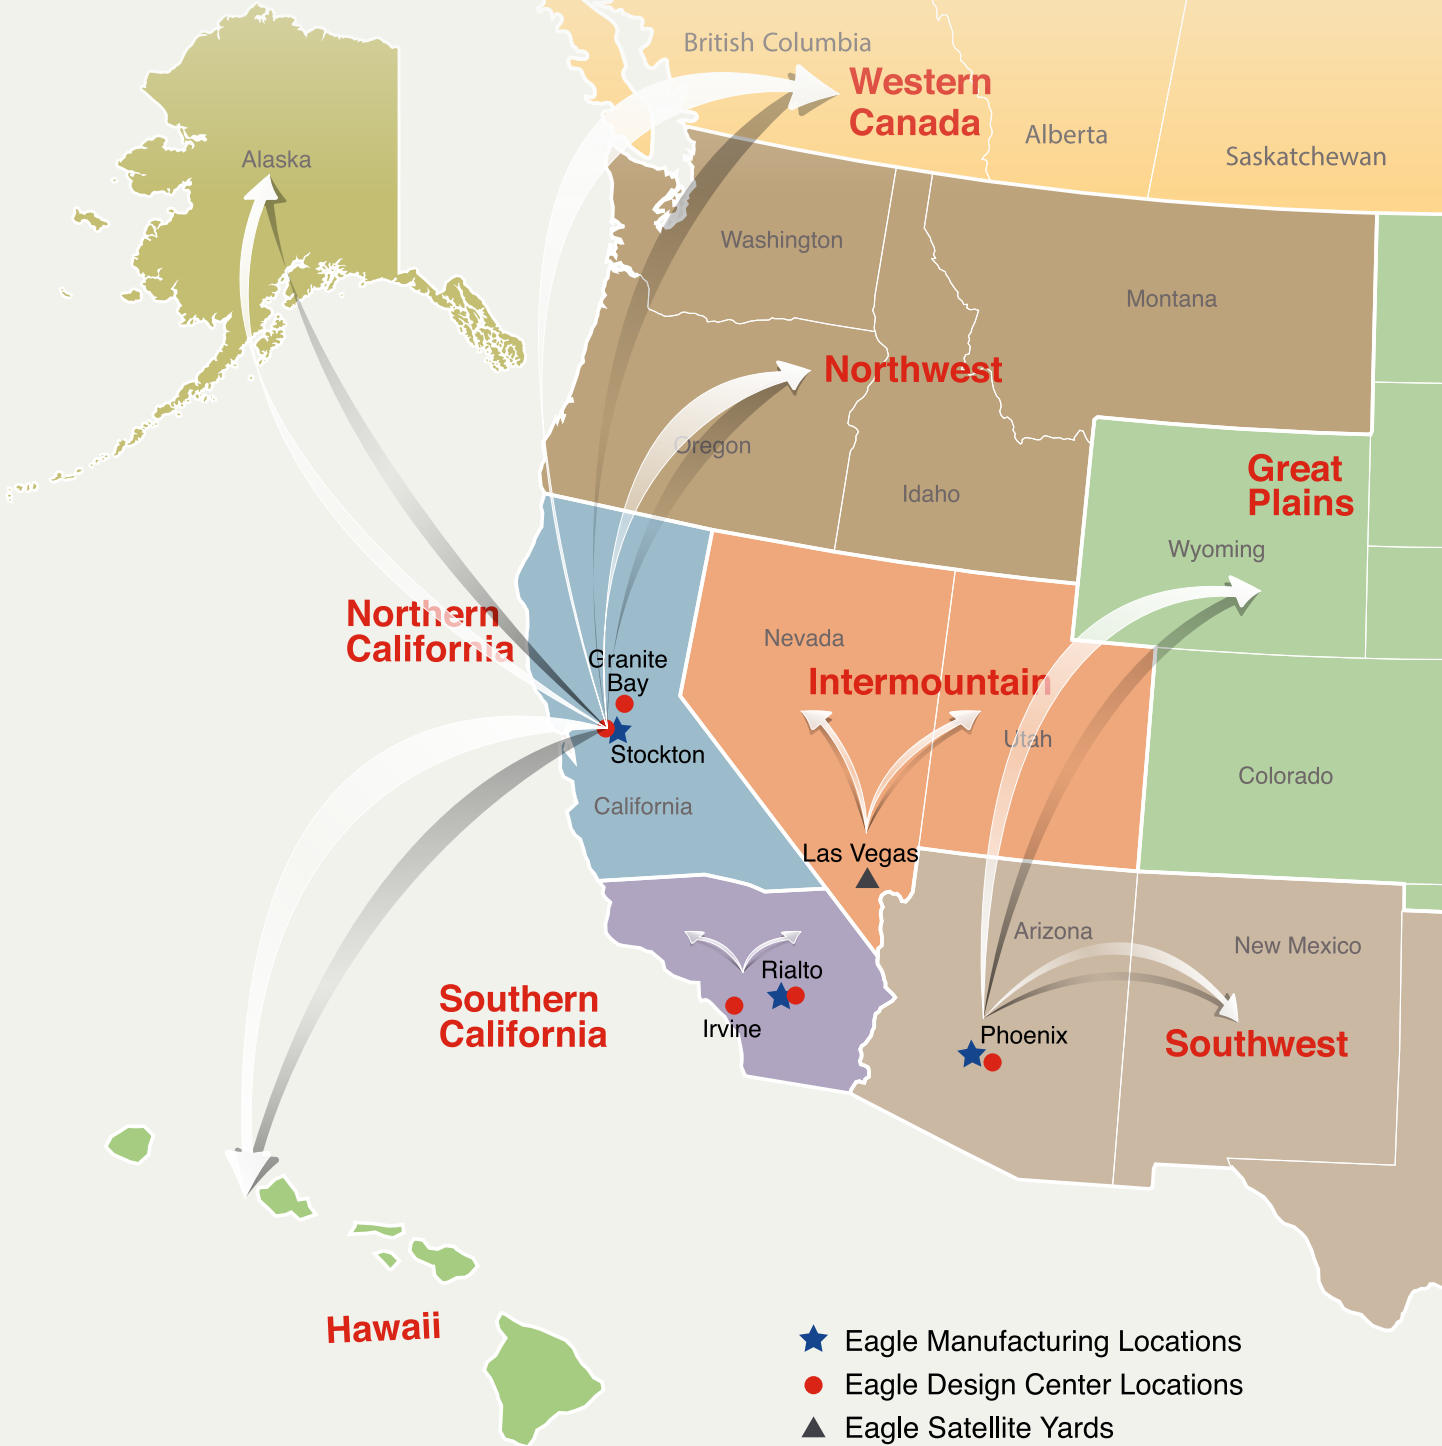 British Columbia
Western
Canada
Alberta
Saskatchewan
Alaska
Washington
Montana
Northwest
Oregon
Idaho
Great
Plains
Wyoming
Northern
California
Granite
Bay
Nevada
Intermountain
Utah
Stockton
Colorado
California
Las Vegas
Arizona
New Mexico
Rialto
Southern
California
Irvine
Phoenix
Southwest
Hawaii
Eagle Manufacturing Locations
Eagle Design Center Locations
Eagle Satellite Yards